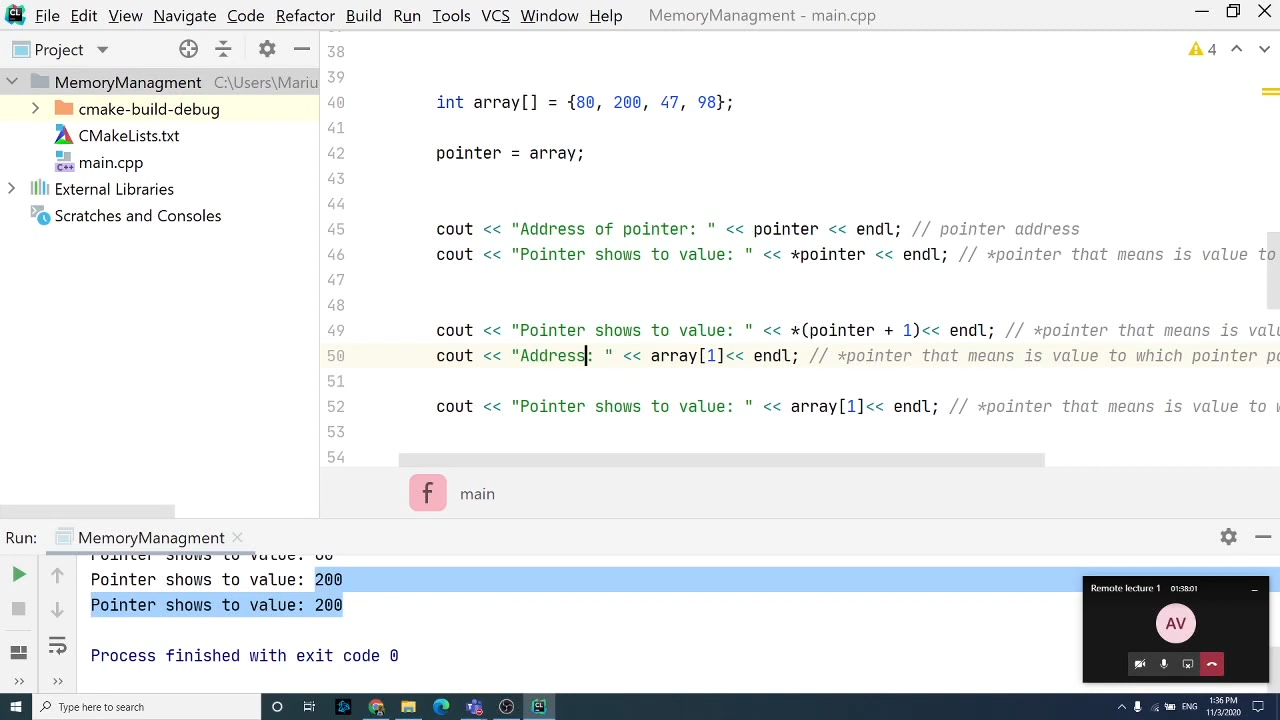 File Edit View Navigate Code Refactor Build Run Tools VCS Window Help MemoryManagment - main.cpp
Project
MemoryManagment C:\Users\Mariu
cmake-build-debug
CMakeLists.txt
main.cpp
External Libraries
Scratches and Consoles
4
38
39
40 int array[] = {80, 200, 47, 98};
41
42 pointer = array;
43
44
45 cout << "Address of pointer: " << pointer << endl; // pointer address
46 cout << "Pointer shows to value: " << *pointer << endl; // *pointer that means is value to
47
48
49 cout << "Pointer shows to value: " << *(pointer + 1)<< endl; // *pointer that means is valu
50 cout << "Address: " << array[1]<< endl; // *pointer that means is value to which pointer po
51
52 cout << "Pointer shows to value: " << array[1]<< endl; // *pointer that means is value to w
53
54
f main
Run: MemoryManagment
Pointer shows to value: 80
Pointer shows to value: 200
Pointer shows to value: 200
Process finished with exit code 0
Remote lecture 1 01:38:01
AV
Type here to search
ENG
1:36 PM
11/3/2020